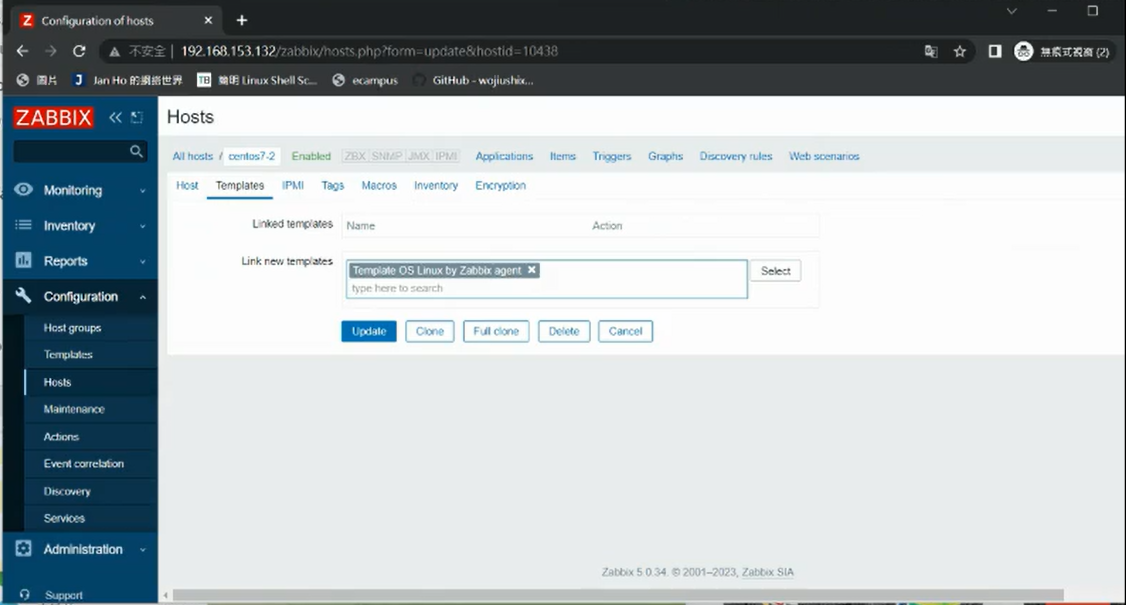 Configuration of hosts
不安全 | 192.168.153.132/zabbix/hosts.php?form=update&hostid=10438
無痕式視窗 (2)
圖片 Jan Ho 的網絡世界 TB 簡明 Linux Shell Sc... ecampus GitHub - wojiushix...
ZABBIX
Monitoring
Inventory
Reports
Configuration
Host groups
Templates
Hosts
Maintenance
Actions
Event correlation
Discovery
Services
Administration
Support
Hosts
All hosts / centos7-2 Enabled ZBX SNMP JMX IPMI Applications Items Triggers Graphs Discovery rules Web scenarios
Host Templates IPMI Tags Macros Inventory Encryption
Linked templates Name Action
Link new templates Template OS Linux by Zabbix agent Select
type here to search
Update Clone Full clone Delete Cancel
Zabbix 5.0.34. © 2001–2023, Zabbix SIA